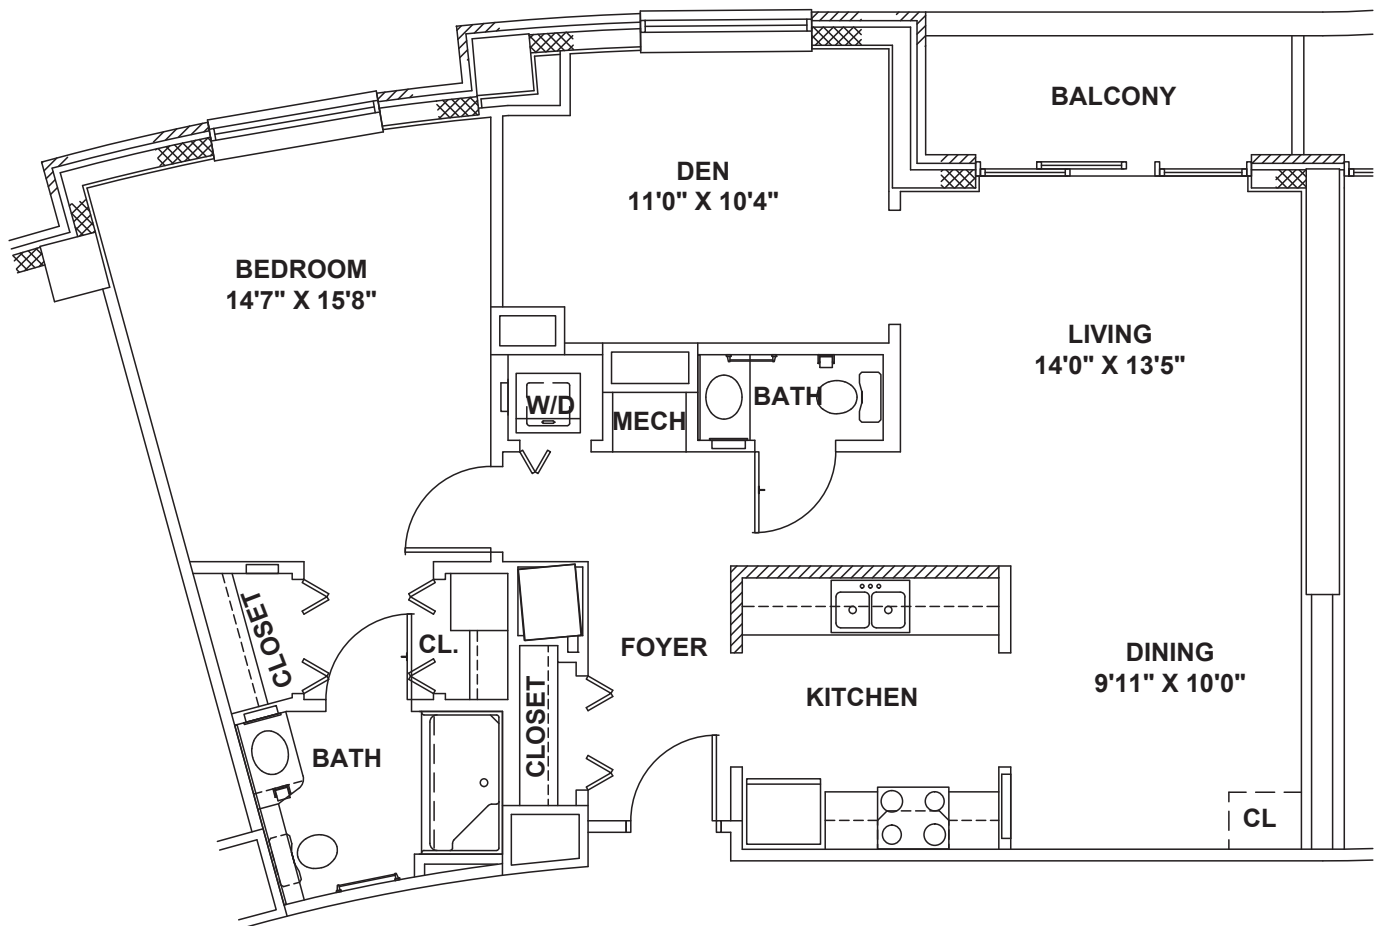 BALCONY
DEN
11'0" X 10'4"
BEDROOM
14'7" X 15'8"
LIVING
14'0" X 13'5"
W/D
MECH
BATH
CLOSET
CL.
FOYER
CLOSET
KITCHEN
DINING
9'11" X 10'0"
BATH
CL